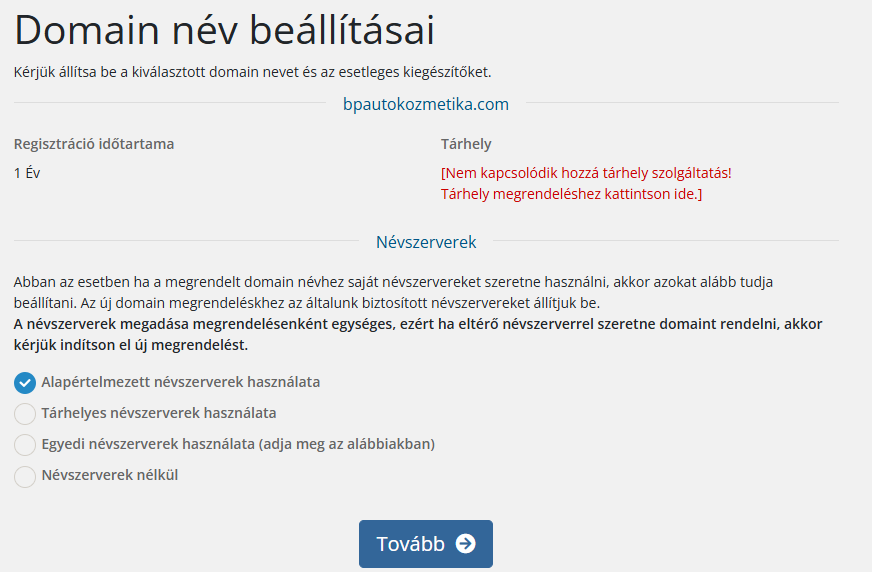 Domain név beállításai
Kérjük állítsa be a kiválasztott domain nevet és az esetleges kiegészítőket.
bpautokozmetika.com
Regisztráció időtartama
1 Év
Tárhely
[Nem kapcsolódik hozzá tárhely szolgáltatás!
Tárhely megrendeléshez kattintson ide.]
Névszerverek
Abban az esetben ha a megrendelt domain névhez saját névszervereket szeretne használni, akkor azokat alább tudja
beállítani. Az új domain megrendeléskhez az általunk biztosított névszervereket állítjuk be.
A névszerverek megadása megrendelésenként egységes, ezért ha eltérő névszerverrel szeretne domaint rendelni, akkor
kérjük indítson el új megrendelést.
Alapértelmezett névszerverek használata
Tárhelyes névszerverek használata
Egyedi névszerverek használata (adja meg az alábbiakban)
Névszerverek nélkül
Tovább